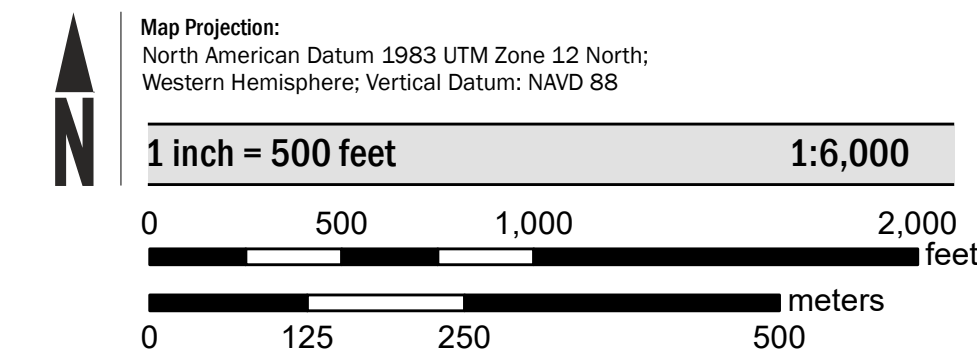 Map Projection:
North American Datum 1983 UTM Zone 12 North;
Western Hemisphere; Vertical Datum: NAVD 88
N
1 inch = 500 feet 1:6,000
0 500 1,000 2,000
feet
meters
0 125 250 500